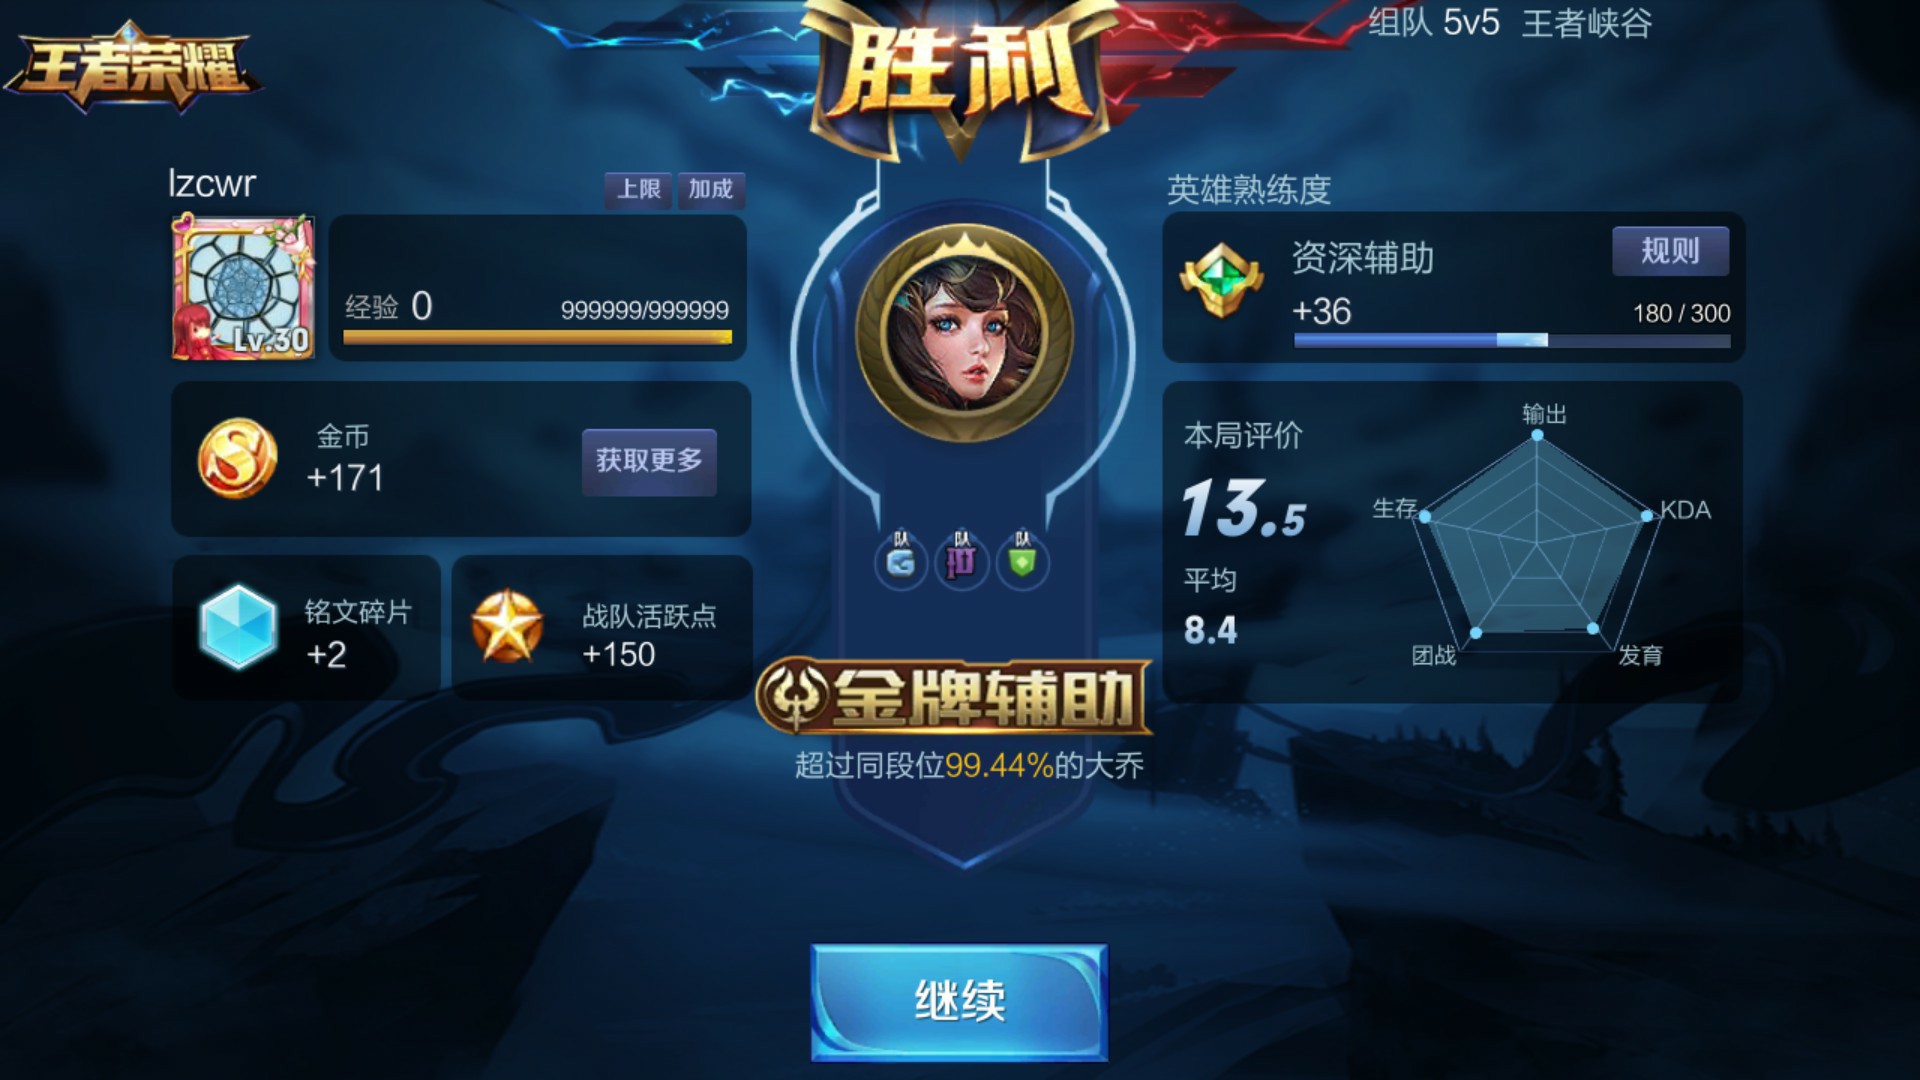 王者荣耀
胜利
组队 5v5 王者峡谷
lzcwr
上限 加成
Lv.30
经验 0
999999/999999
金币
+171
获取更多
铭文碎片
+2
战队活跃点
+150
队 队 队
金牌辅助
超过同段位99.44%的大乔
英雄熟练度
资深辅助
规则
+36
180 / 300
本局评价
13.5
平均
8.4
输出
生存
KDA
团战
发育
继续